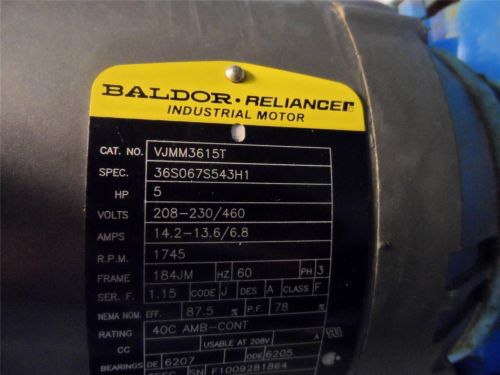 BALDOR · RELIANCER
INDUSTRIAL MOTOR
CAT. NO. VJMM3615T
SPEC. 36S067S543H1
HP 5
VOLTS 208-230/460
AMPS 14.2-13.6/6.8
R.P.M. 1745
FRAME 184JM HZ 60 PH 3
SER. F. 1.15 CODE J DES A CLASS F
NEMA NOM. EFF. 87.5 % P.F. 78 %
RATING 40C AMB-CONT
CC USABLE AT 208V A
BEARINGS DE 6207 ODE 6205
SN F1009281864